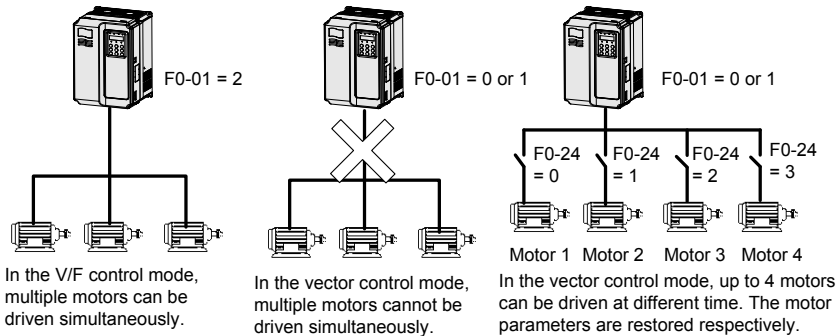 F0-01 = 2
In the V/F control mode,
multiple motors can be
driven simultaneously.
F0-01 = 0 or 1
In the vector control mode,
multiple motors cannot be
driven simultaneously.
F0-01 = 0 or 1
F0-24
= 0
F0-24
= 1
F0-24
= 2
F0-24
= 3
Motor 1 Motor 2 Motor 3 Motor 4
In the vector control mode, up to 4 motors
can be driven at different time. The motor
parameters are restored respectively.